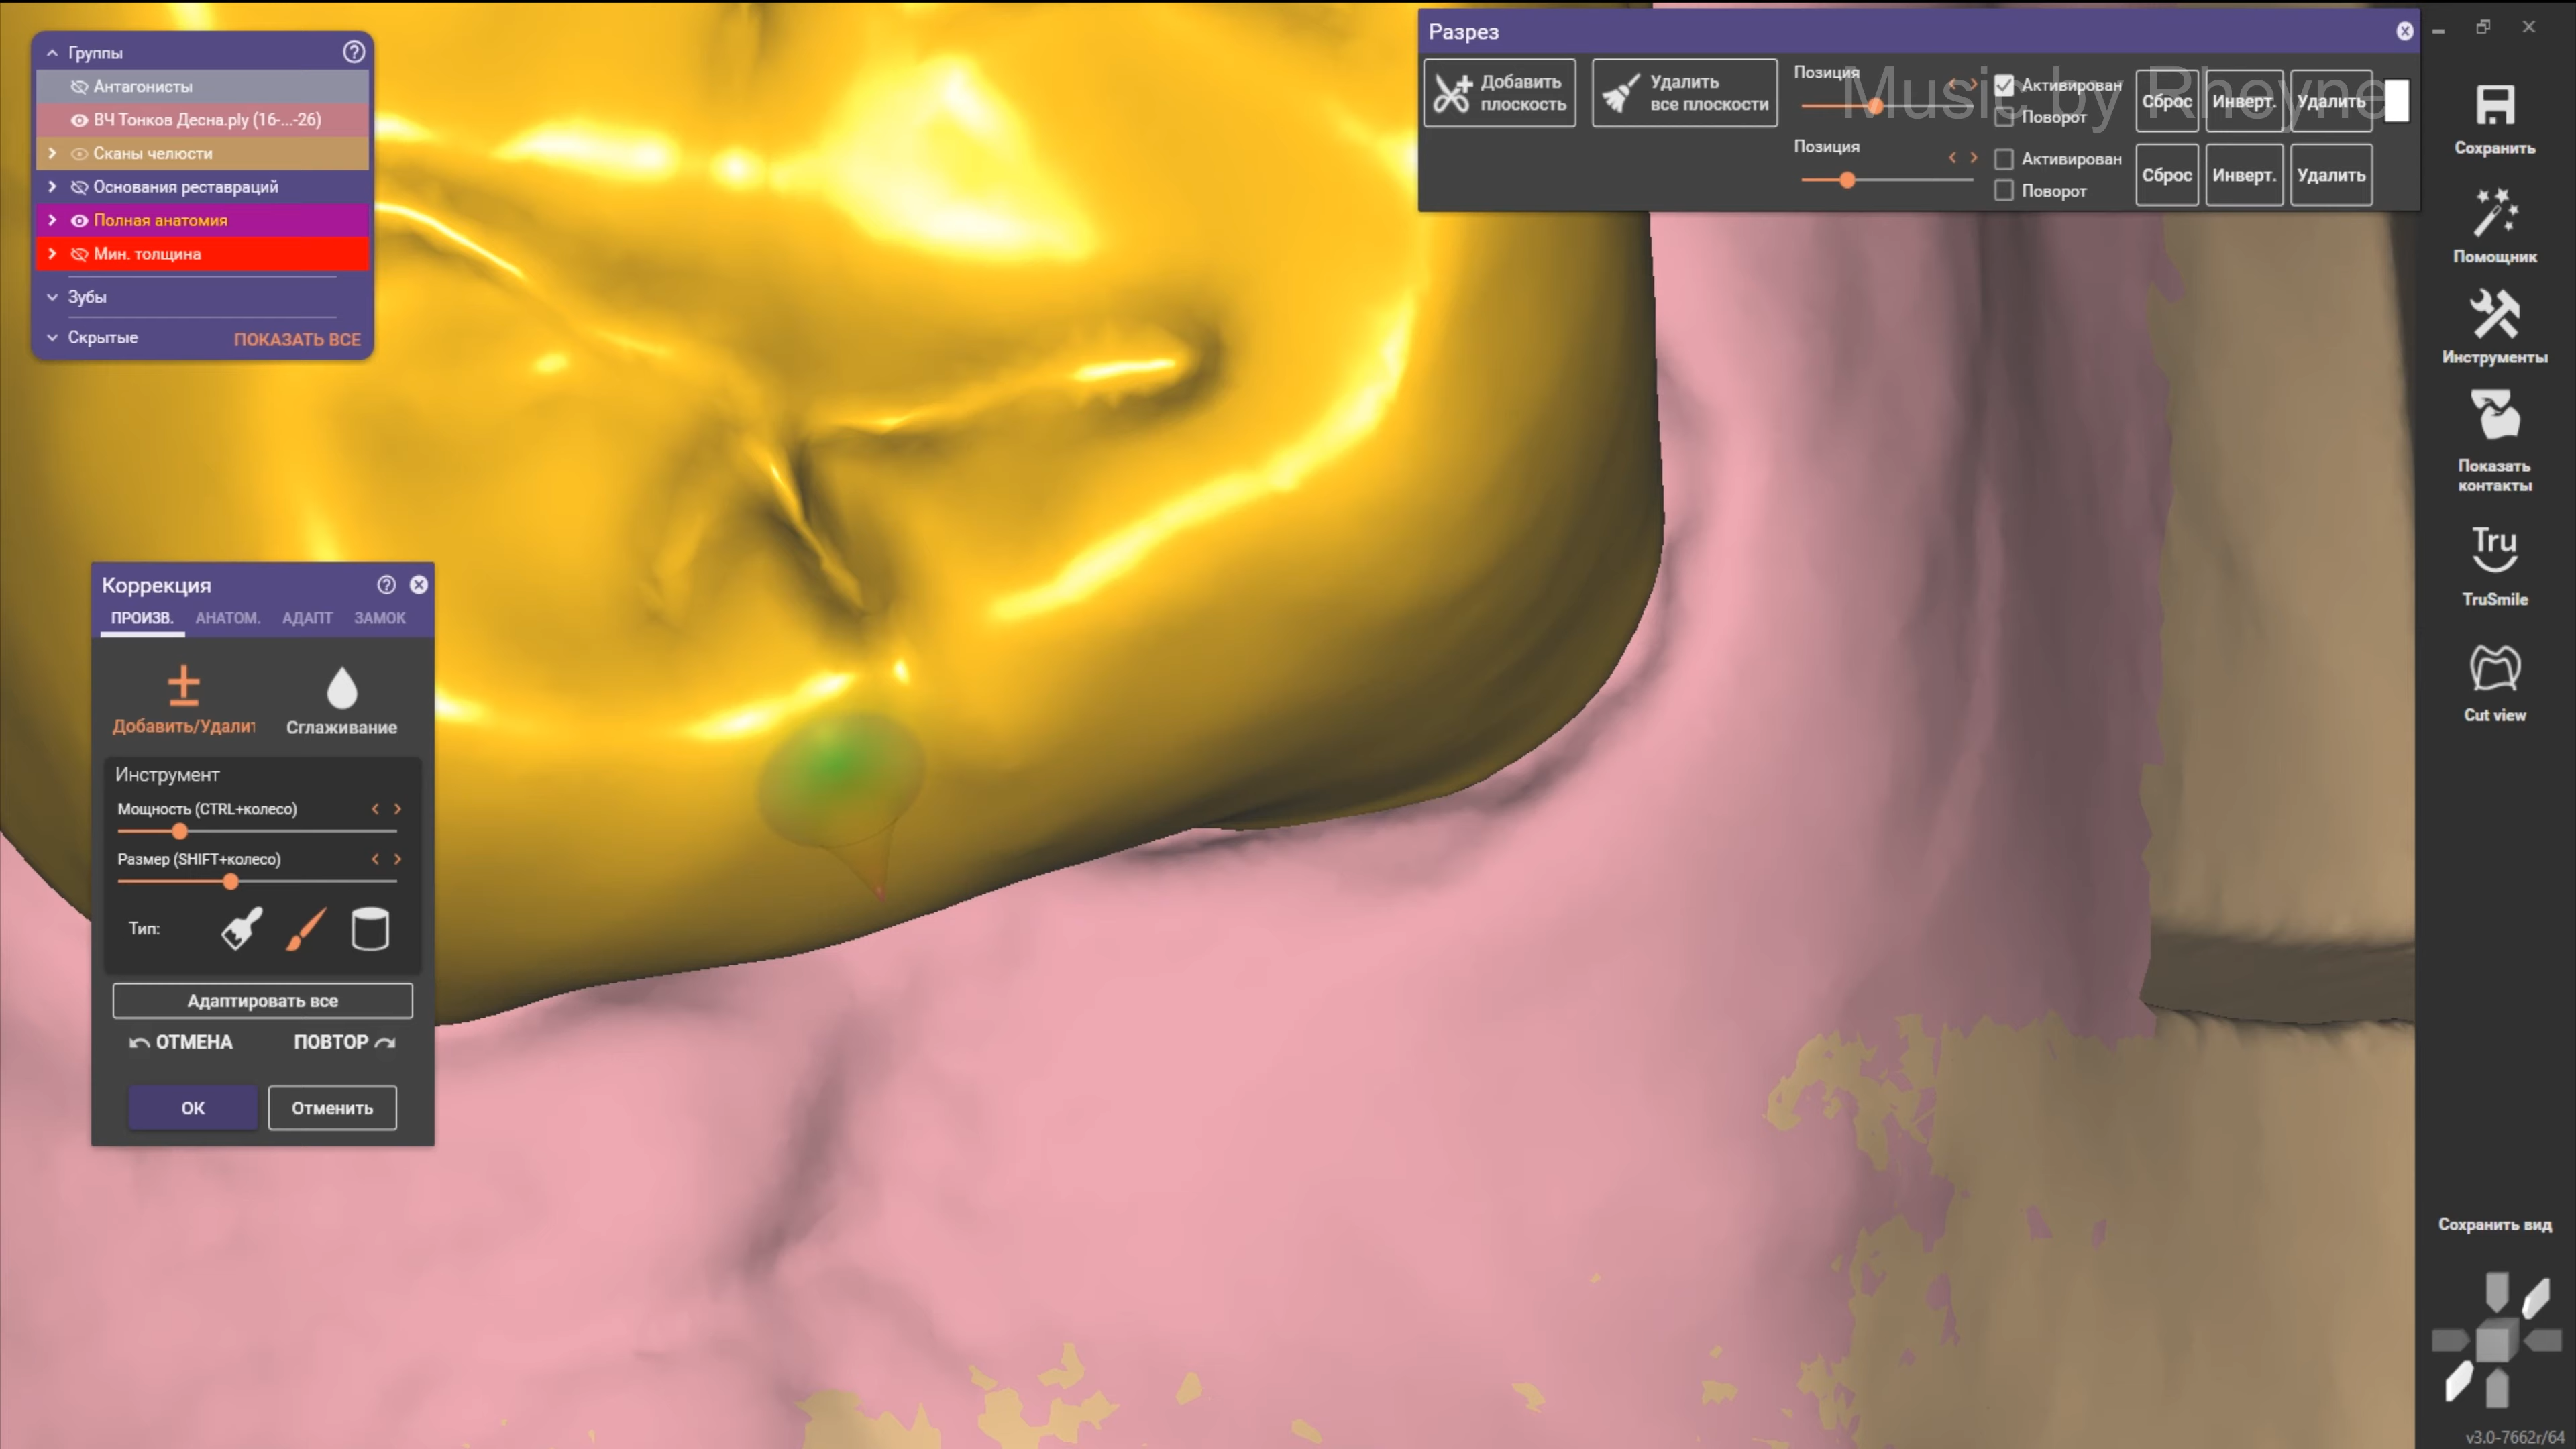 Группы
Антагонисты
ВЧ Тонков Десна.ply (16-...-26)
Сканы челюсти
Основания реставраций
Полная анатомия
Мин. толщина
Зубы
Скрытые
ПОКАЗАТЬ ВСЕ
Коррекция
ПРОИЗВ. АНАТОМ. АДАПТ ЗАМОК
Добавить/Удалит
Сглаживание
Инструмент
Мощность (CTRL+колесо)
Размер (SHIFT+колесо)
Тип:
Адаптировать все
ОТМЕНА ПОВТОР
OK Отменить
Разрез
Добавить
плоскость
Удалить
все плоскости
Позиция
Активирован
Поворот
Сброс Инверт. Удалить
Позиция
Активирован
Поворот
Сброс Инверт. Удалить
Music by Rheyne
Сохранить
Помощник
Инструменты
Показать
контакты
Tru
TruSmile
Cut view
Сохранить вид
v3.0-7662r/64